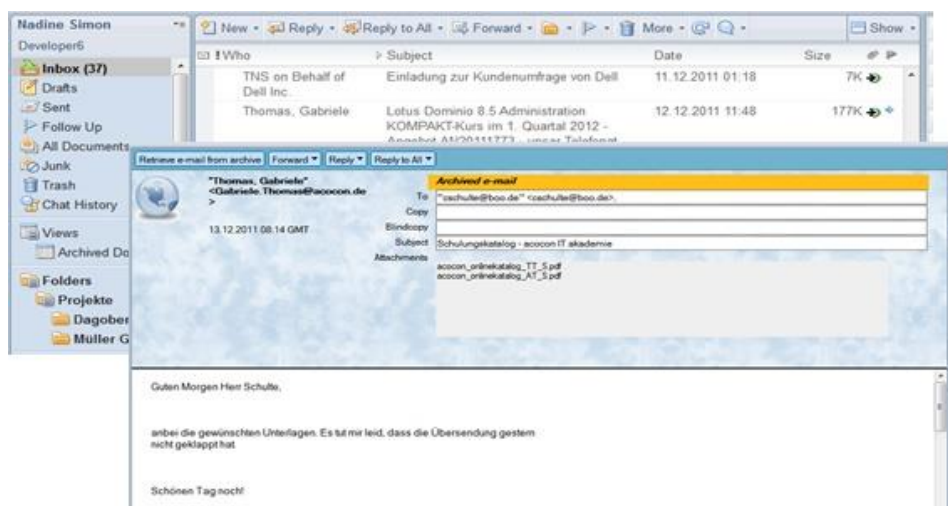 Nadine Simon
Developer6
New Reply Reply to All Forward More Show
Inbox (37)
Drafts
Sent
Follow Up
All Documents
Junk
Trash
Chat History
Views
Archived Do
Folders
Projekte
Dagober
Müller G
! Who Subject Date Size
TNS on Behalf of Einladung zur Kundenumfrage von Dell 11.12.2011 01:18 7K
Dell Inc.
Thomas, Gabriele Lotus Dominio 8.5 Administration 12.12.2011 11:48 177K
KOMPAKT-Kurs im 1. Quartal 2012 -
Retrieve e-mail from archive Forward Reply Reply to All
"Thomas, Gabriele"
<Gabriele.Thomas@acocon.de
>
13.12.2011 08:14 GMT
Archived e-mail
To "cschulte@boo.de" <cschulte@boo.de>,
Copy
Blindcopy
Subject Schulungskatalog - acocon IT akademie
Attachments
acocon_onlinekatalog_TT_S.pdf
acocon_onlinekatalog_AT_S.pdf
Guten Morgen Herr Schulte,
anbei die gewünschten Unterlagen. Es tut mir leid, dass die Übersendung gestern
nicht geklappt hat.
Schönen Tag noch!